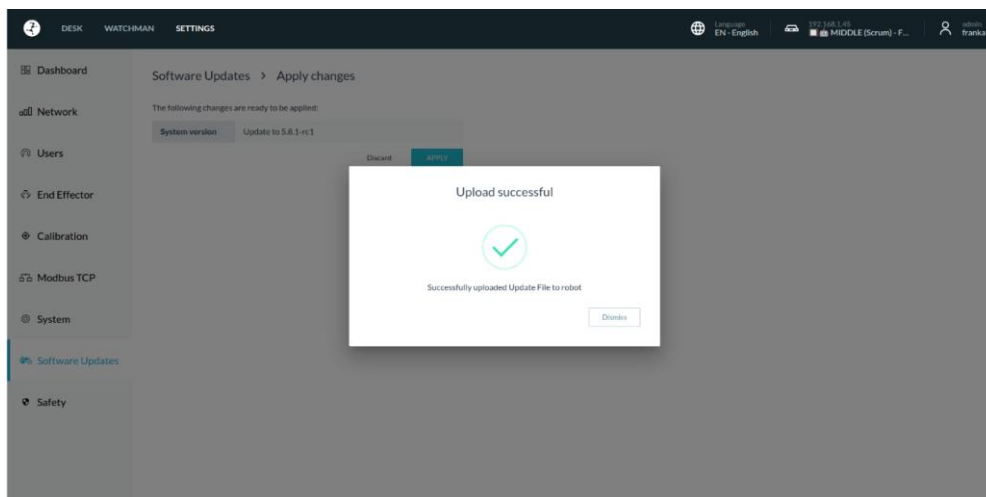 DESK WATCHMAN SETTINGS
Language
EN - English
192.168.1.45
MIDDLE (Scrum) - F...
admin
franka
Dashboard
Network
Users
End Effector
Calibration
Modbus TCP
System
Software Updates
Safety
Software Updates > Apply changes
The following changes are ready to be applied:
System version Update to 5.8.1-rc1
Discard APPLY
Upload successful
Successfully uploaded Update File to robot
Dismiss